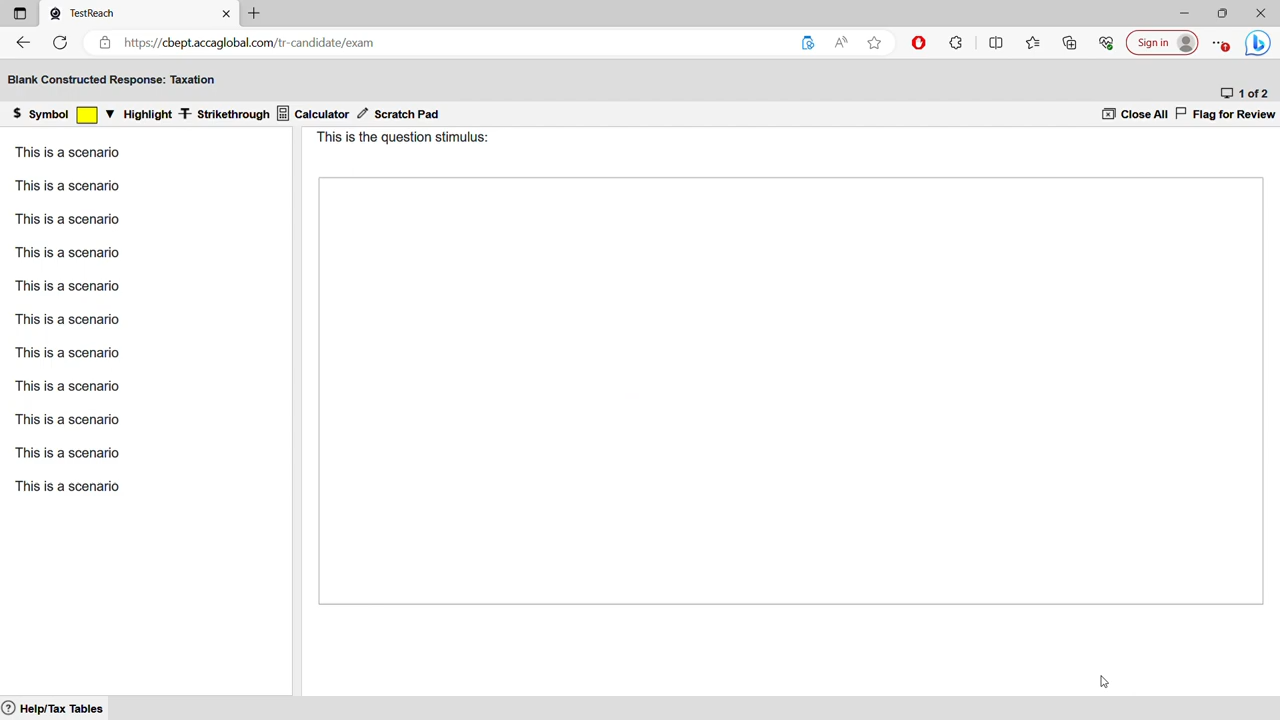 TestReach
https://cbept.accaglobal.com/tr-candidate/exam
Sign in
Blank Constructed Response: Taxation
1 of 2
$ Symbol Highlight Strikethrough Calculator Scratch Pad
Close All Flag for Review
This is the question stimulus:
This is a scenario
This is a scenario
This is a scenario
This is a scenario
This is a scenario
This is a scenario
This is a scenario
This is a scenario
This is a scenario
This is a scenario
This is a scenario
Help/Tax Tables